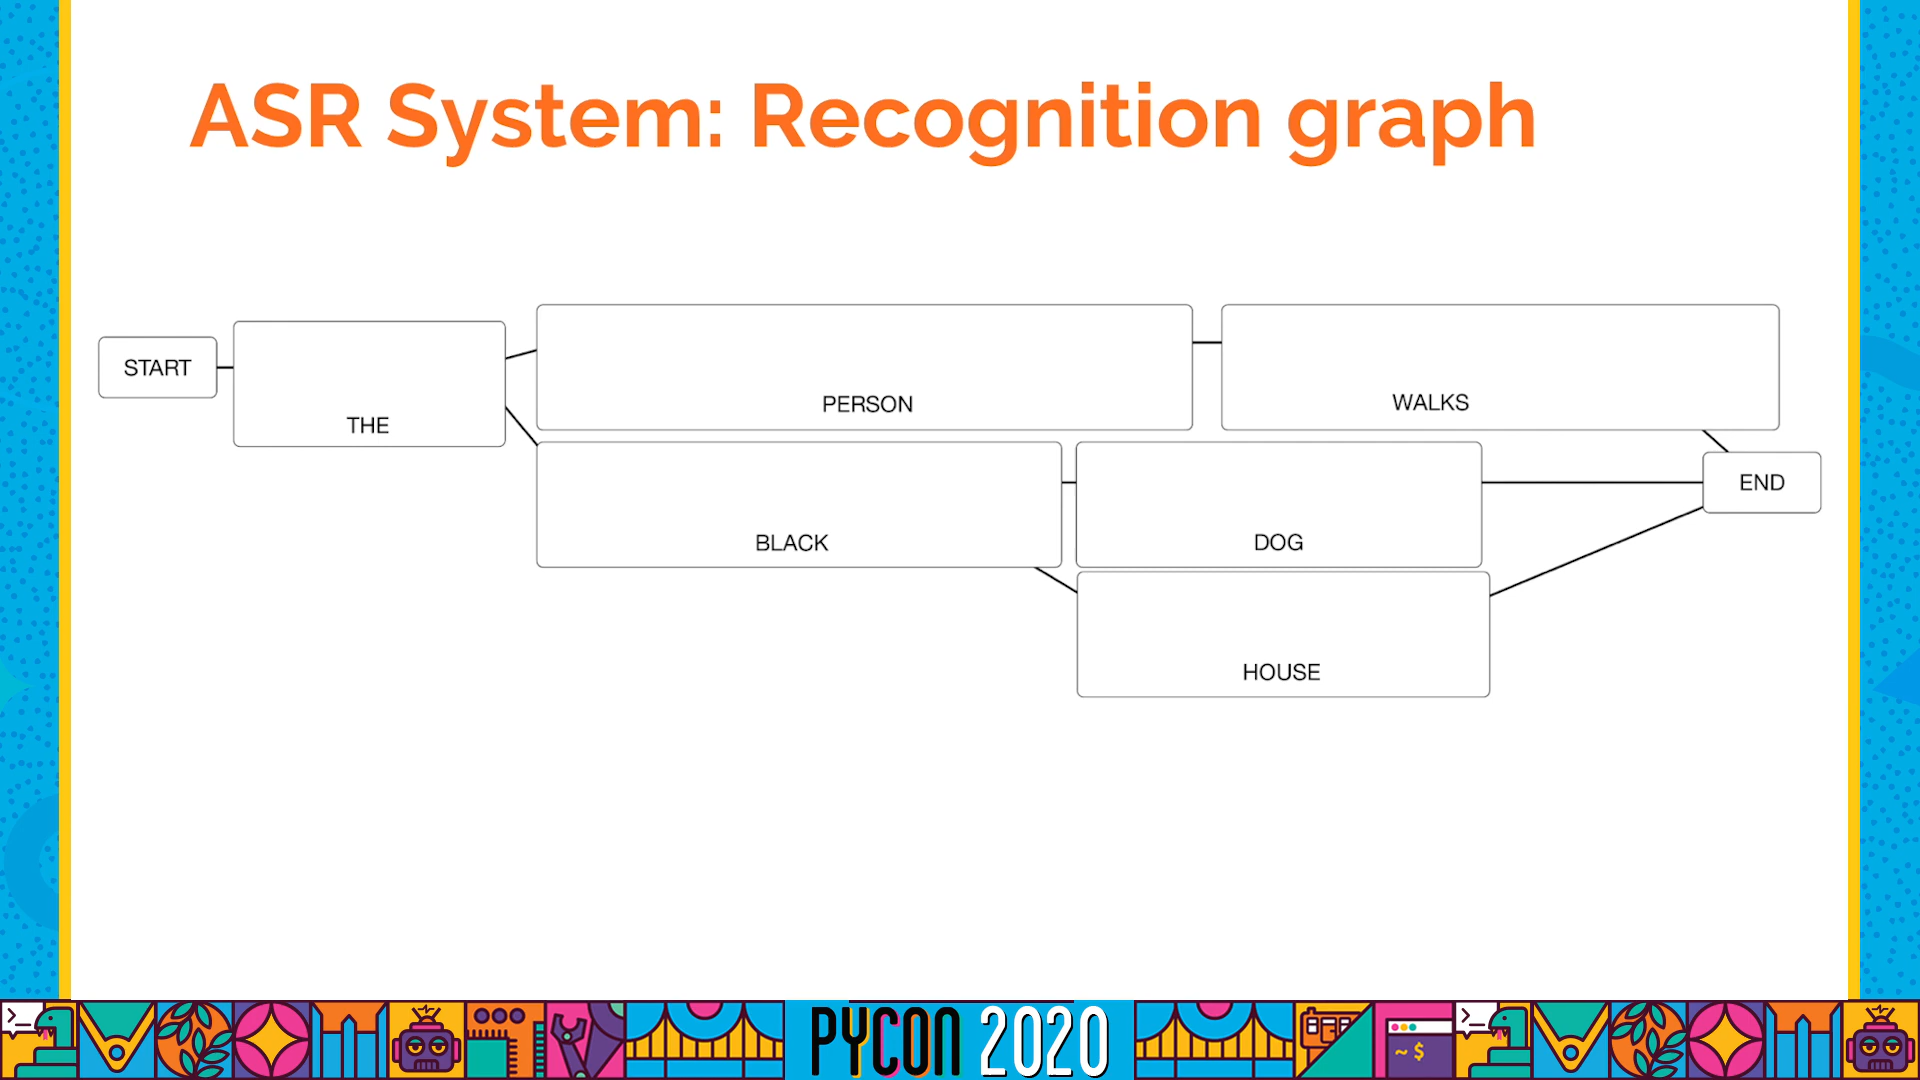 ASR System: Recognition graph
START
THE
PERSON
WALKS
BLACK
DOG
END
HOUSE
PYCON 2020
~ $